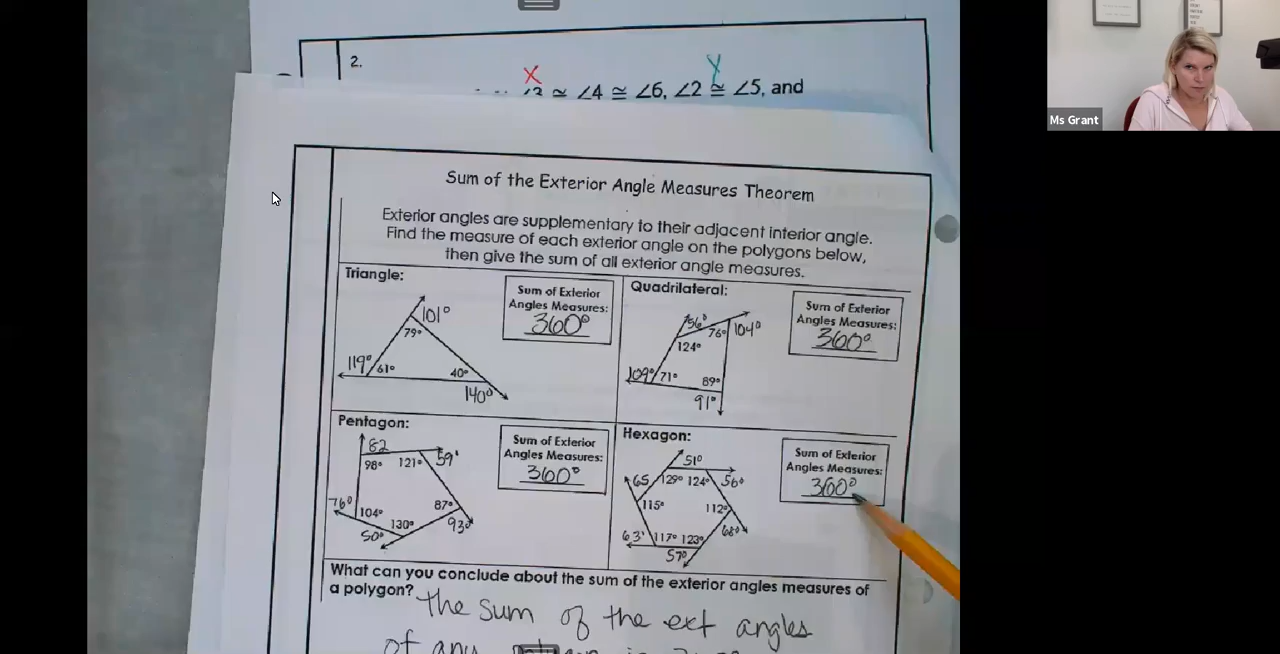 2.
X
Y
≅ ∠4 ≅ ∠6, ∠2 ≅ ∠5, and
Ms Grant
Sum of the Exterior Angle Measures Theorem
Exterior angles are supplementary to their adjacent interior angle.
Find the measure of each exterior angle on the polygons below,
then give the sum of all exterior angle measures.
Triangle:
Sum of Exterior
Angles Measures:
360°
101°
79°
119° 61°
40°
140°
Quadrilateral:
Sum of Exterior
Angles Measures:
360°
56°
76° 104°
124°
109° 71°
89°
91°
Pentagon:
Sum of Exterior
Angles Measures:
360°
82
98° 121° 59°
76°
104°
87°
130°
93°
50°
Hexagon:
Sum of Exterior
Angles Measures:
360°
51°
65 129° 124° 56°
115°
112°
68°
63° 117° 123°
57°
What can you conclude about the sum of the exterior angles measures of
a polygon? the sum of the ext angles
of any